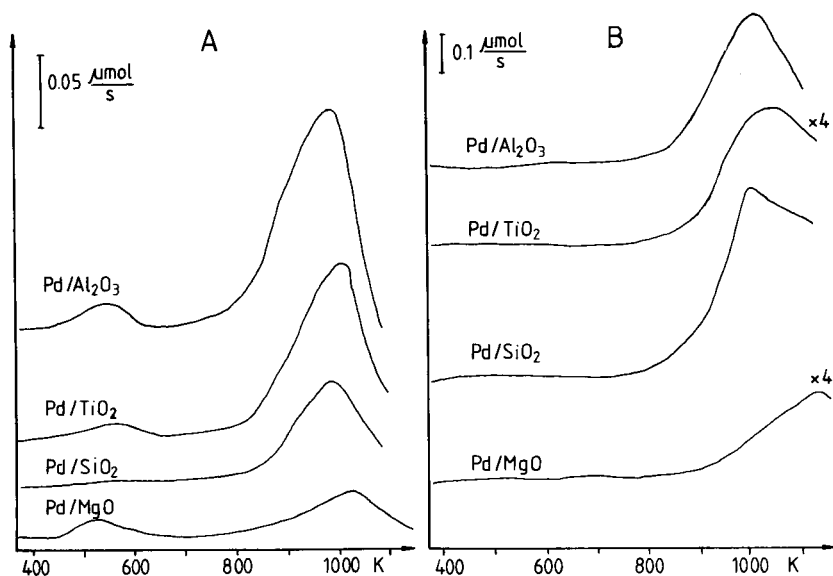 A
0.05 μmol
s
Pd/Al₂O₃
Pd/TiO₂
Pd/SiO₂
Pd/MgO
400
600
800
1000
K
B
0.1 μmol
s
Pd/Al₂O₃
×4
Pd/TiO₂
Pd/SiO₂
×4
Pd/MgO
400
600
800
1000
K